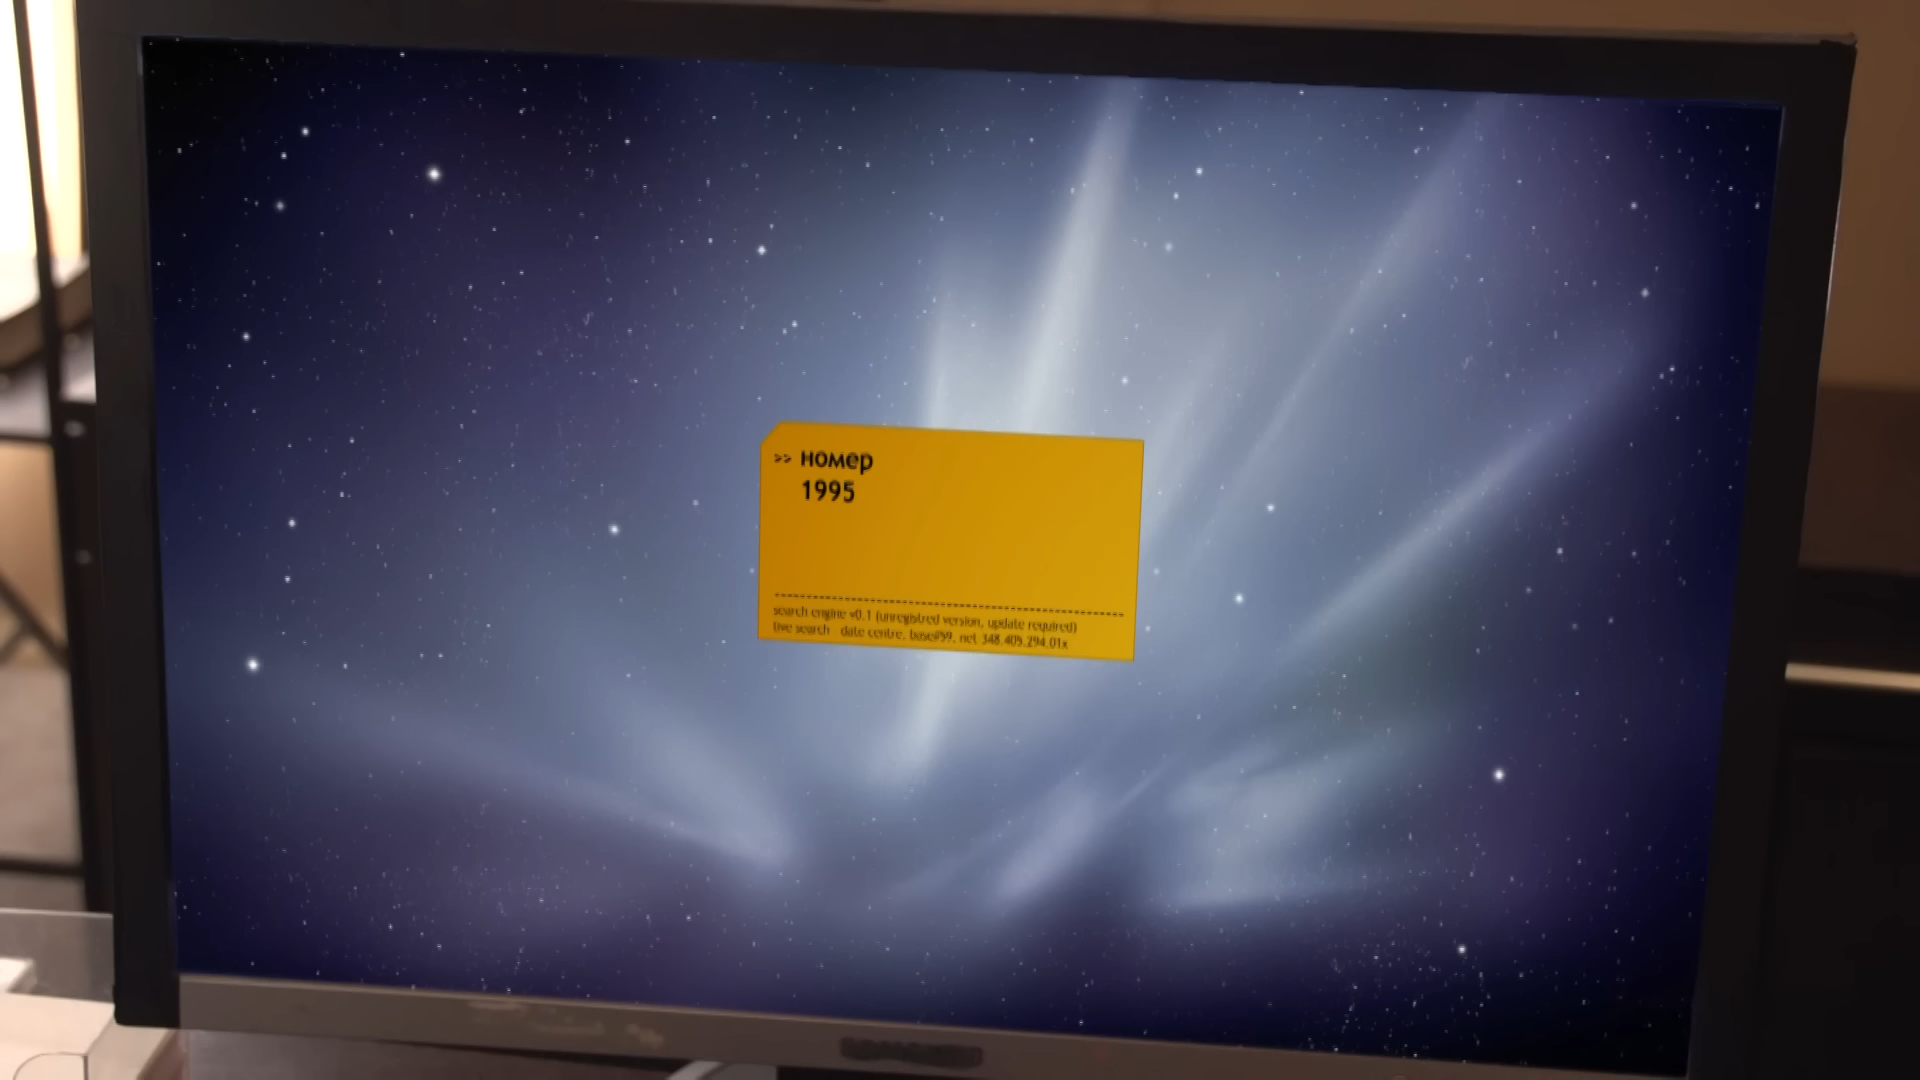 >> номер
1995
search engine v0.1 (unregistred version, update required)
live search date centre, base#59, net 348.405.294.01x